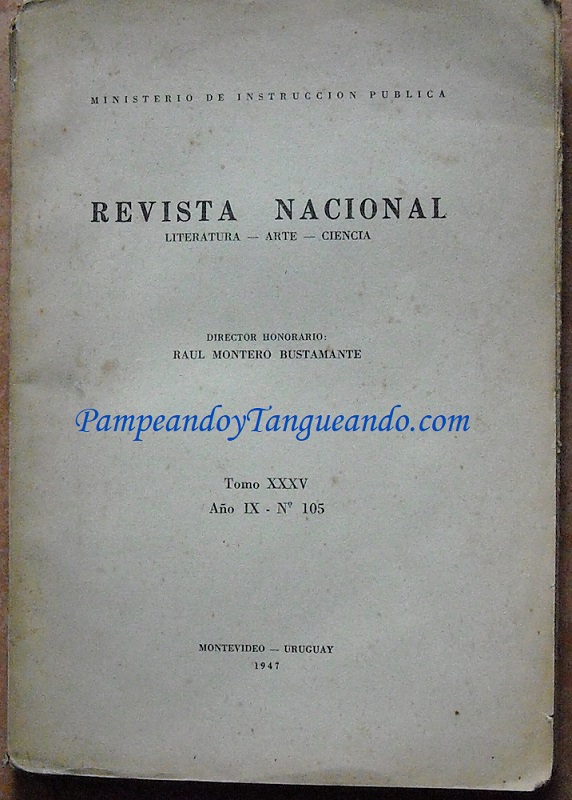 MINISTERIO DE INSTRUCCION PUBLICA
REVISTA NACIONAL
LITERATURA — ARTE — CIENCIA
DIRECTOR HONORARIO:
RAUL MONTERO BUSTAMANTE
PampeandoyTangueando.com
Tomo XXXV
Año IX - Nº 105
MONTEVIDEO — URUGUAY
1947